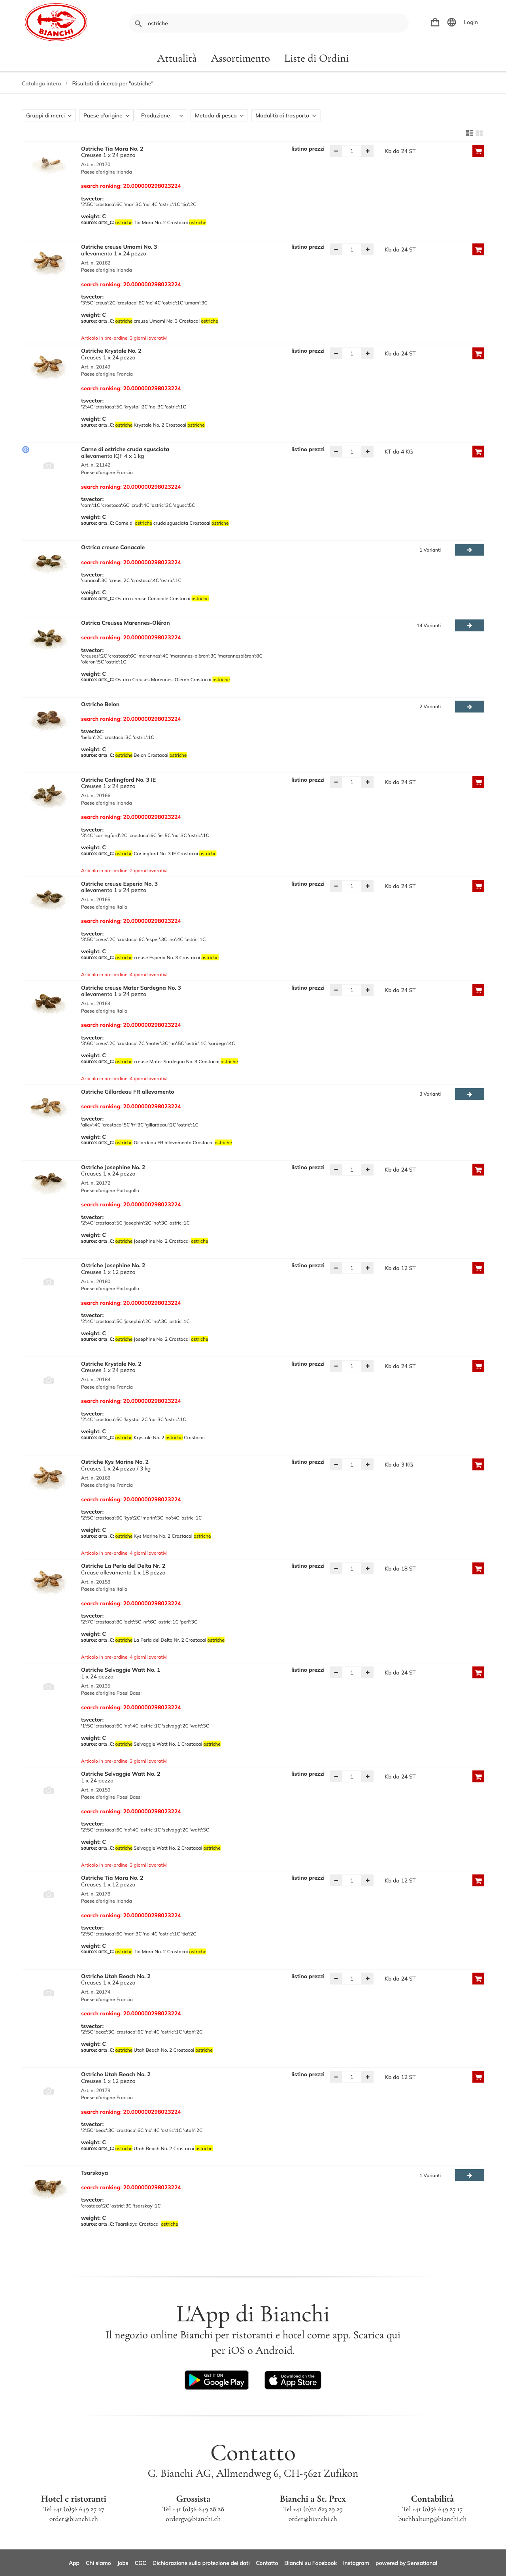 BIANCHI
ostriche
Login
Attualità Assortimento Liste di Ordini
Catalogo intero / Risultati di ricerca per "ostriche"
Gruppi di merci Paese d'origine Produzione Metodo di pesca Modalità di trasporto
Ostriche Tia Mara No. 2 listino prezzi − 1 + Kb da 24 ST
Creuses 1 x 24 pezzo
Art. n. 20170
Paese d'origine Irlanda
search ranking: 20.000000298023224
tsvector:
'2':5C 'crostace':6C 'mar':3C 'no':4C 'ostric':1C 'tia':2C
weight: C
source: arts_C: ostriche Tia Mara No. 2 Crostacei ostriche
Ostriche creuse Umami No. 3 listino prezzi − 1 + Kb da 24 ST
allevamento 1 x 24 pezzo
Art. n. 20162
Paese d'origine Irlanda
search ranking: 20.000000298023224
tsvector:
'3':5C 'creus':2C 'crostace':6C 'no':4C 'ostric':1C 'umam':3C
weight: C
source: arts_C: ostriche creuse Umami No. 3 Crostacei ostriche
Articolo in pre-ordine: 3 giorni lavorativi
Ostriche Krystale No. 2 listino prezzi − 1 + Kb da 24 ST
Creuses 1 x 24 pezzo
Art. n. 20149
Paese d'origine Francia
search ranking: 20.000000298023224
tsvector:
'2':4C 'crostace':5C 'krystal':2C 'no':3C 'ostric':1C
weight: C
source: arts_C: ostriche Krystale No. 2 Crostacei ostriche
Carne di ostriche cruda sgusciata listino prezzi − 1 + KT da 4 KG
allevamento IQF 4 x 1 kg
Art. n. 21142
Paese d'origine Francia
search ranking: 20.000000298023224
tsvector:
'carn':1C 'crostace':6C 'crud':4C 'ostric':3C 'sgusc':5C
weight: C
source: arts_C: Carne di ostriche cruda sgusciata Crostacei ostriche
Ostrica creuse Canacale 1 Varianti
search ranking: 20.000000298023224
tsvector:
'canacal':3C 'creus':2C 'crostace':4C 'ostric':1C
weight: C
source: arts_C: Ostrica creuse Canacale Crostacei ostriche
Ostrica Creuses Marennes-Oléron 14 Varianti
search ranking: 20.000000298023224
tsvector:
'creuses':2C 'crostace':6C 'marennes':4C 'marennes-oléron':3C 'marennesoléron':8C
'oléron':5C 'ostric':1C
weight: C
source: arts_C: Ostrica Creuses Marennes-Oléron Crostacei ostriche
Ostriche Belon 2 Varianti
search ranking: 20.000000298023224
tsvector:
'belon':2C 'crostace':3C 'ostric':1C
weight: C
source: arts_C: ostriche Belon Crostacei ostriche
Ostriche Carlingford No. 3 IE listino prezzi − 1 + Kb da 24 ST
Creuses 1 x 24 pezzo
Art. n. 20166
Paese d'origine Irlanda
search ranking: 20.000000298023224
tsvector:
'3':4C 'carlingford':2C 'crostace':6C 'ie':5C 'no':3C 'ostric':1C
weight: C
source: arts_C: ostriche Carlingford No. 3 IE Crostacei ostriche
Articolo in pre-ordine: 2 giorni lavorativi
Ostriche creuse Esperia No. 3 listino prezzi − 1 + Kb da 24 ST
allevamento 1 x 24 pezzo
Art. n. 20165
Paese d'origine Italia
search ranking: 20.000000298023224
tsvector:
'3':5C 'creus':2C 'crostace':6C 'esper':3C 'no':4C 'ostric':1C
weight: C
source: arts_C: ostriche creuse Esperia No. 3 Crostacei ostriche
Articolo in pre-ordine: 4 giorni lavorativi
Ostriche creuse Mater Sardegna No. 3 listino prezzi − 1 + Kb da 24 ST
allevamento 1 x 24 pezzo
Art. n. 20164
Paese d'origine Italia
search ranking: 20.000000298023224
tsvector:
'3':6C 'creus':2C 'crostace':7C 'mater':3C 'no':5C 'ostric':1C 'sardegn':4C
weight: C
source: arts_C: ostriche creuse Mater Sardegna No. 3 Crostacei ostriche
Articolo in pre-ordine: 4 giorni lavorativi
Ostriche Gillardeau FR allevamento 3 Varianti
search ranking: 20.000000298023224
tsvector:
'allev':4C 'crostace':5C 'fr':3C 'gillardeau':2C 'ostric':1C
weight: C
source: arts_C: ostriche Gillardeau FR allevamento Crostacei ostriche
Ostriche Josephine No. 2 listino prezzi − 1 + Kb da 24 ST
Creuses 1 x 24 pezzo
Art. n. 20172
Paese d'origine Portogallo
search ranking: 20.000000298023224
tsvector:
'2':4C 'crostace':5C 'josephin':2C 'no':3C 'ostric':1C
weight: C
source: arts_C: ostriche Josephine No. 2 Crostacei ostriche
Ostriche Josephine No. 2 listino prezzi − 1 + Kb da 12 ST
Creuses 1 x 12 pezzo
Art. n. 20180
Paese d'origine Portogallo
search ranking: 20.000000298023224
tsvector:
'2':4C 'crostace':5C 'josephin':2C 'no':3C 'ostric':1C
weight: C
source: arts_C: ostriche Josephine No. 2 Crostacei ostriche
Ostriche Krystale No. 2 listino prezzi − 1 + Kb da 24 ST
Creuses 1 x 24 pezzo
Art. n. 20184
Paese d'origine Francia
search ranking: 20.000000298023224
tsvector:
'2':4C 'crostace':5C 'krystal':2C 'no':3C 'ostric':1C
weight: C
source: arts_C: ostriche Krystale No. 2 ostriche Crostacei
Ostriche Kys Marine No. 2 listino prezzi − 1 + Kb da 3 KG
Creuses 1 x 24 pezzo / 3 kg
Art. n. 20168
Paese d'origine Francia
search ranking: 20.000000298023224
tsvector:
'2':5C 'crostace':6C 'kys':2C 'marin':3C 'no':4C 'ostric':1C
weight: C
source: arts_C: ostriche Kys Marine No. 2 Crostacei ostriche
Articolo in pre-ordine: 4 giorni lavorativi
Ostriche La Perla del Delta Nr. 2 listino prezzi − 1 + Kb da 18 ST
Creuse allevamento 1 x 18 pezzo
Art. n. 20158
Paese d'origine Italia
search ranking: 20.000000298023224
tsvector:
'2':7C 'crostace':8C 'delt':5C 'nr':6C 'ostric':1C 'perl':3C
weight: C
source: arts_C: ostriche La Perla del Delta Nr. 2 Crostacei ostriche
Articolo in pre-ordine: 4 giorni lavorativi
Ostriche Selvaggie Watt No. 1 listino prezzi − 1 + Kb da 24 ST
1 x 24 pezzo
Art. n. 20135
Paese d'origine Paesi Bassi
search ranking: 20.000000298023224
tsvector:
'1':5C 'crostace':6C 'no':4C 'ostric':1C 'selvagg':2C 'watt':3C
weight: C
source: arts_C: ostriche Selvaggie Watt No. 1 Crostacei ostriche
Articolo in pre-ordine: 3 giorni lavorativi
Ostriche Selvaggie Watt No. 2 listino prezzi − 1 + Kb da 24 ST
1 x 24 pezzo
Art. n. 20150
Paese d'origine Paesi Bassi
search ranking: 20.000000298023224
tsvector:
'2':5C 'crostace':6C 'no':4C 'ostric':1C 'selvagg':2C 'watt':3C
weight: C
source: arts_C: ostriche Selvaggie Watt No. 2 Crostacei ostriche
Articolo in pre-ordine: 3 giorni lavorativi
Ostriche Tia Mara No. 2 listino prezzi − 1 + Kb da 12 ST
Creuses 1 x 12 pezzo
Art. n. 20178
Paese d'origine Irlanda
search ranking: 20.000000298023224
tsvector:
'2':5C 'crostace':6C 'mar':3C 'no':4C 'ostric':1C 'tia':2C
weight: C
source: arts_C: ostriche Tia Mara No. 2 Crostacei ostriche
Ostriche Utah Beach No. 2 listino prezzi − 1 + Kb da 24 ST
Creuses 1 x 24 pezzo
Art. n. 20174
Paese d'origine Francia
search ranking: 20.000000298023224
tsvector:
'2':5C 'beac':3C 'crostace':6C 'no':4C 'ostric':1C 'utah':2C
weight: C
source: arts_C: ostriche Utah Beach No. 2 Crostacei ostriche
Ostriche Utah Beach No. 2 listino prezzi − 1 + Kb da 12 ST
Creuses 1 x 12 pezzo
Art. n. 20179
Paese d'origine Francia
search ranking: 20.000000298023224
tsvector:
'2':5C 'beac':3C 'crostace':6C 'no':4C 'ostric':1C 'utah':2C
weight: C
source: arts_C: ostriche Utah Beach No. 2 Crostacei ostriche
Tsarskaya 1 Varianti
search ranking: 20.000000298023224
tsvector:
'crostace':2C 'ostric':3C 'tsarskay':1C
weight: C
source: arts_C: Tsarskaya Crostacei ostriche
L'App di Bianchi
Il negozio online Bianchi per ristoranti e hotel come app. Scarica qui
per iOS o Android.
GET IT ON Google Play Download on the App Store
Contatto
G. Bianchi AG, Allmendweg 6, CH-5621 Zufikon
Hotel e ristoranti Grossista Bianchi a St. Prex Contabilità
Tel +41 (0)56 649 27 27 Tel +41 (0)56 649 28 28 Tel +41 (0)21 823 29 29 Tel +41 (0)56 649 27 17
order@bianchi.ch ordergv@bianchi.ch order@bianchi.ch buchhaltung@bianchi.ch
App Chi siamo Jobs CGC Dichiarazione sulla protezione dei dati Contatto Bianchi su Facebook Instagram powered by Sensational